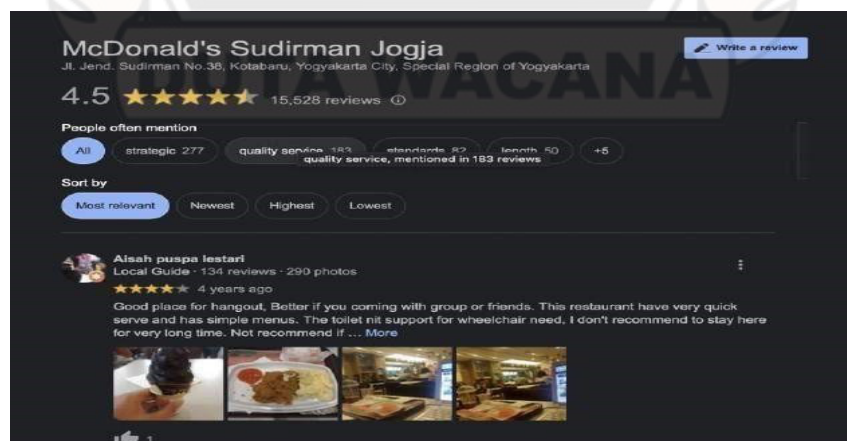 A WACANA
McDonald's Sudirman Jogja
Write a review
Jl. Jend. Sudirman No.38, Kotabaru, Yogyakarta City, Special Region of Yogyakarta
4.5 15,528 reviews
People often mention
All strategic 277 quality service 183 standards 82 length 50 +5
quality service, mentioned in 183 reviews
Sort by
Most relevant Newest Highest Lowest
Aisah puspa lestari
Local Guide · 134 reviews · 290 photos
4 years ago
Good place for hangout, Better if you coming with group or friends. This restaurant have very quick
serve and has simple menus. The toilet nit support for wheelchair need, I don't recommend to stay here
for very long time. Not recommend if ... More
1